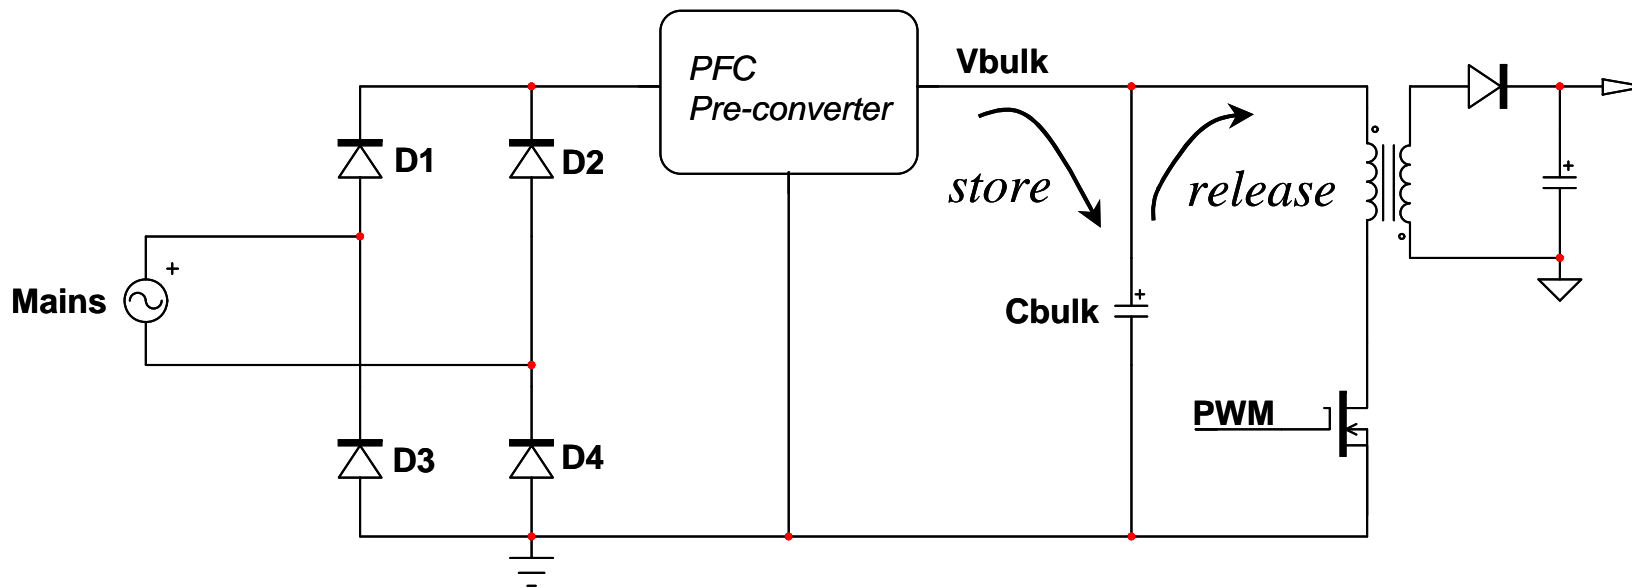 PFC
Pre-converter
Vbulk
D1
D2
store
release
Mains
Cbulk
PWM
D3
D4